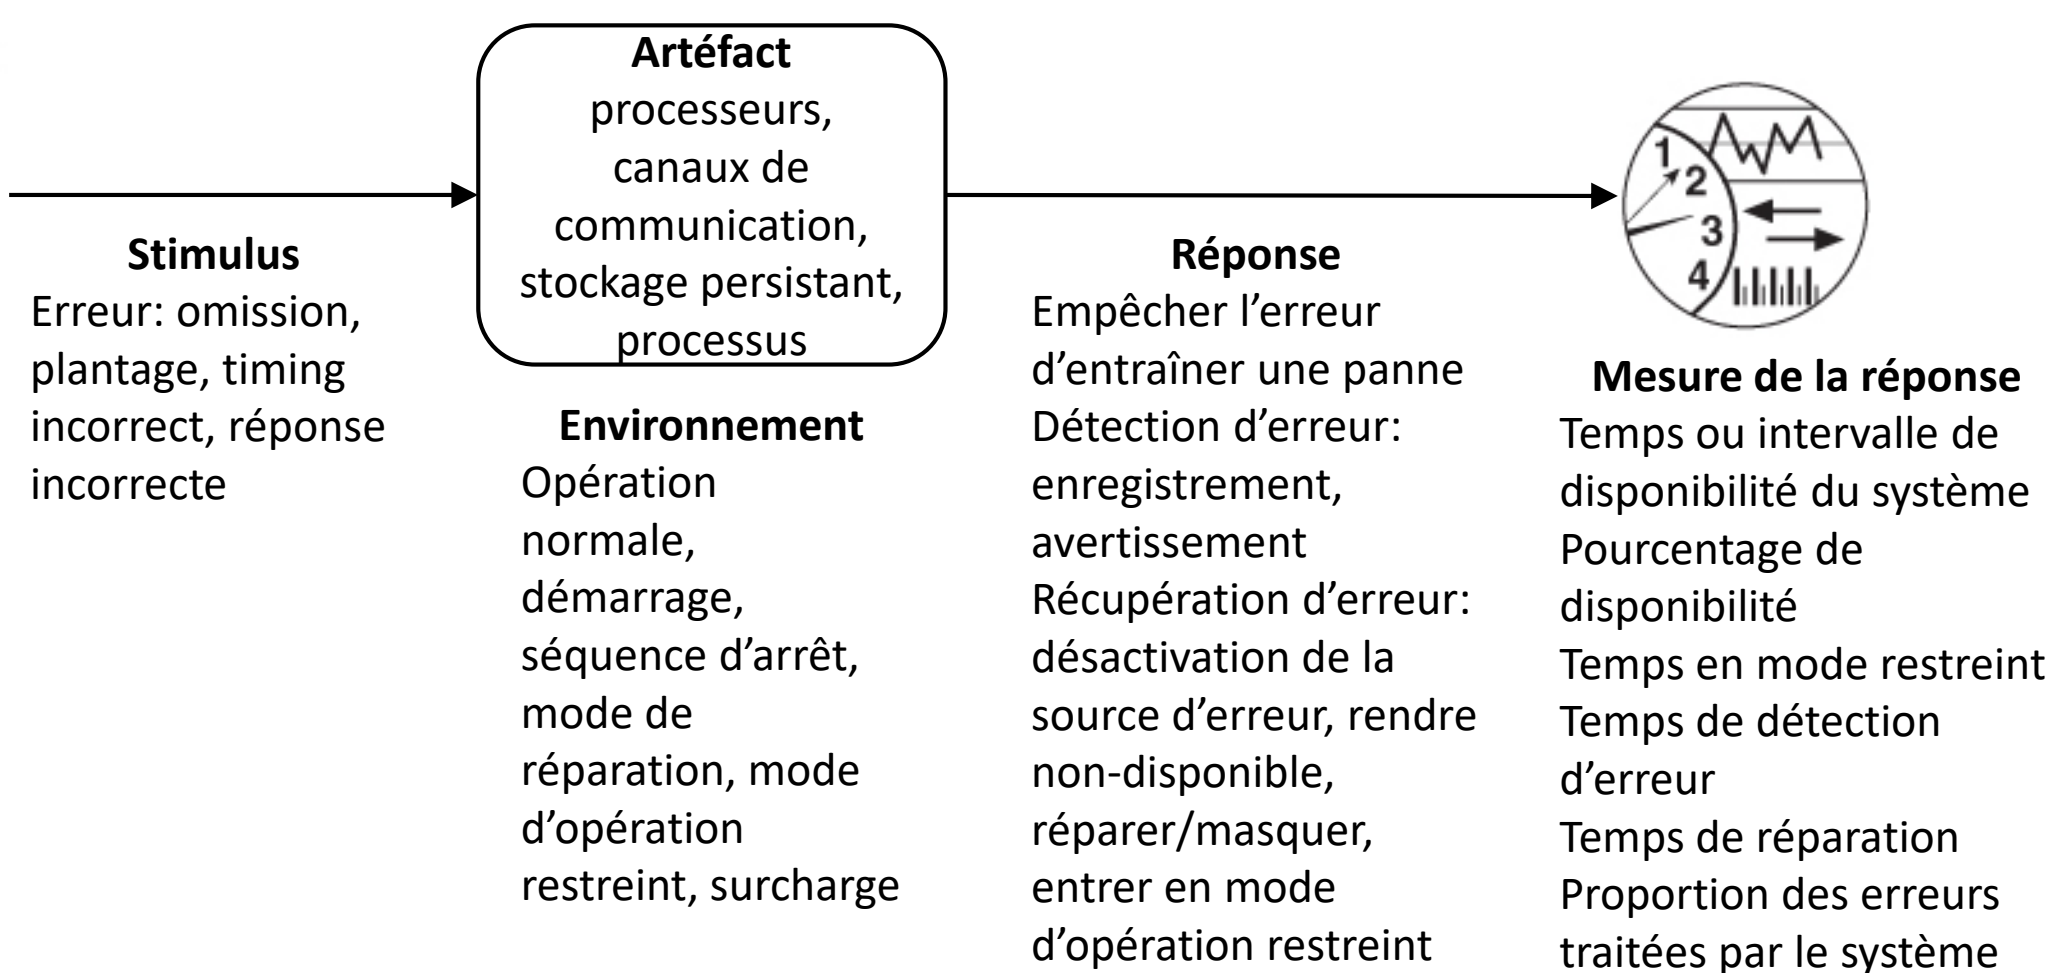 Artéfact
processeurs,
canaux de
communication,
stockage persistant,
processus
Stimulus
Erreur: omission,
plantage, timing
incorrect, réponse
incorrecte
Environnement
Opération
normale,
démarrage,
séquence d’arrêt,
mode de
réparation, mode
d’opération
restreint, surcharge
Réponse
Empêcher l’erreur
d’entraîner une panne
Détection d’erreur:
enregistrement,
avertissement
Récupération d’erreur:
désactivation de la
source d’erreur, rendre
non-disponible,
réparer/masquer,
entrer en mode
d’opération restreint
1
2
3
4
Mesure de la réponse
Temps ou intervalle de
disponibilité du système
Pourcentage de
disponibilité
Temps en mode restreint
Temps de détection
d’erreur
Temps de réparation
Proportion des erreurs
traitées par le système